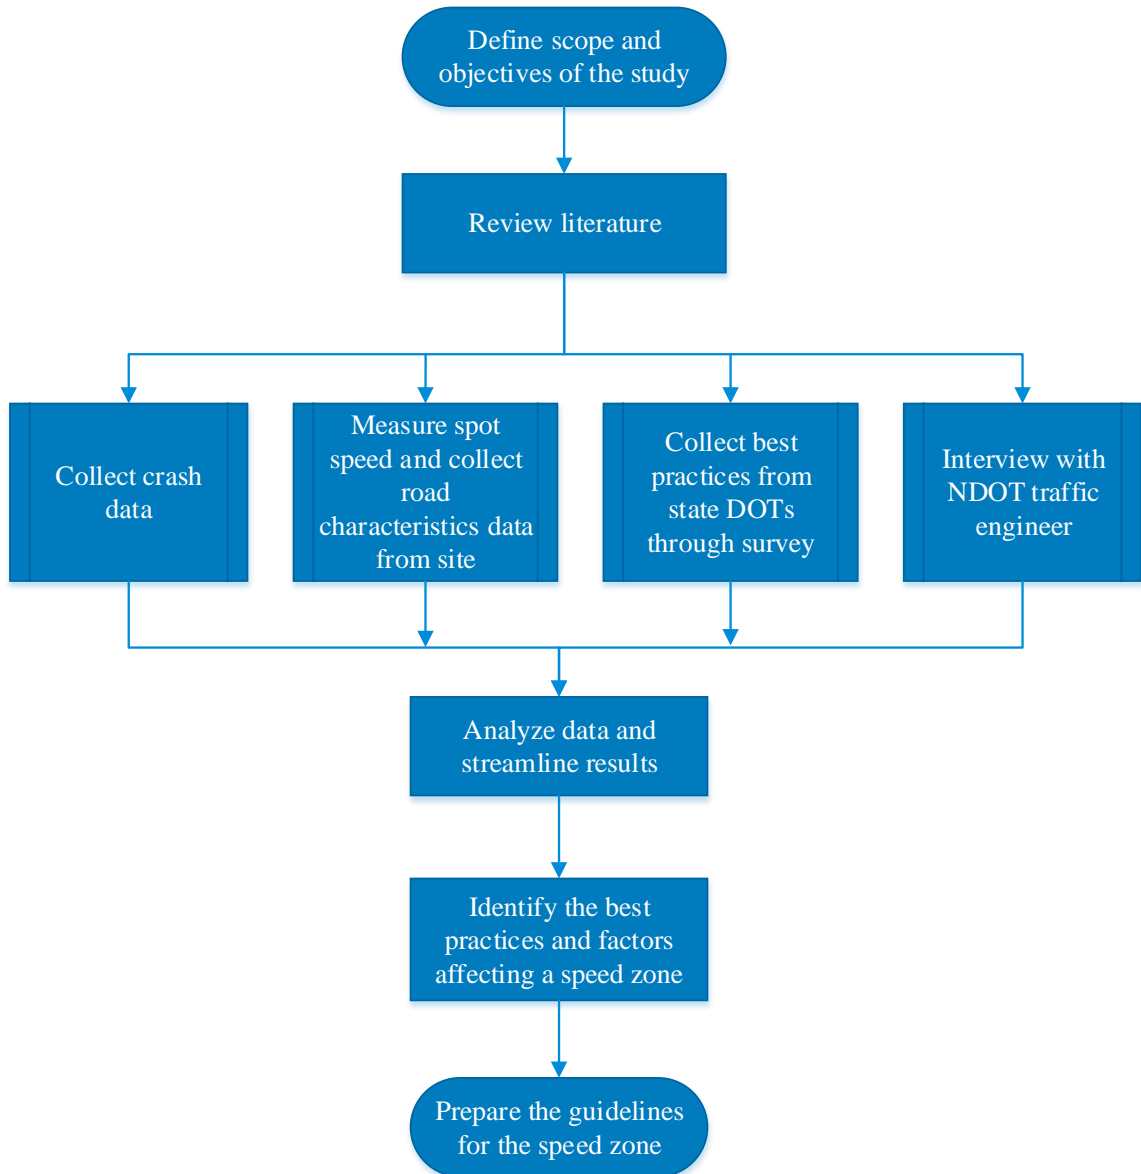 Define scope and
objectives of the study
Review literature
Collect crash
data
Measure spot
speed and collect
road
characteristics data
from site
Collect best
practices from
state DOTs
through survey
Interview with
NDOT traffic
engineer
Analyze data and
streamline results
Identify the best
practices and factors
affecting a speed zone
Prepare the guidelines
for the speed zone